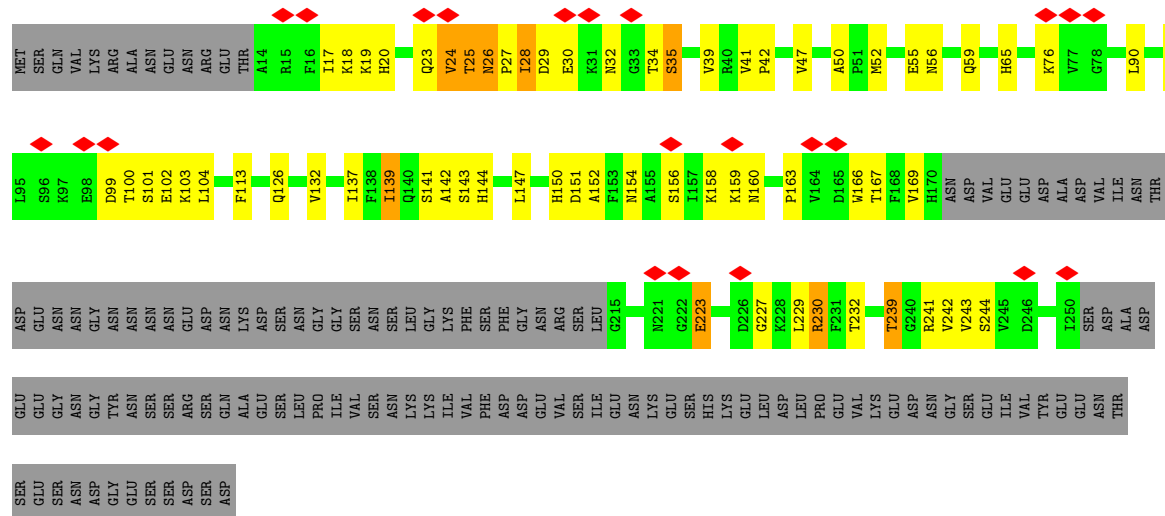 MET SER GLN VAL LYS ARG ALA ASN GLU ASN ARG GLU THR A14 R15 F16 I17 K18 K19 H20 Q23 V24 T25 N26 P27 I28 D29 E30 K31 N32 G33 T34 S35 V39 R40 V41 P42 V47 A50 P51 M52 E55 N56 Q59 H65 K76 V77 G78 L90
L95 S96 K97 E98 D99 T100 S101 E102 K103 L104 F113 Q126 V132 I137 F138 I139 Q140 S141 A142 S143 H144 L147 H150 D151 A152 F153 N154 A155 S156 I157 K158 K159 N160 P163 V164 D165 W166 T167 F168 V169 H170 ASN ASP VAL GLU GLU ASP ALA ASP VAL ILE ASN THR
ASP GLU ASN ASN GLY ASN ASN ASN ASN GLU ASP ASN LYS ASP SER ASN GLY GLY SER ASN SER LEU GLY LYS PHE SER PHE GLY ASN ARG SER LEU G215 N221 G222 E223 D226 G227 K228 L229 R230 F231 T232 T239 G240 R241 V242 V243 S244 V245 D246 I250 SER ASP ALA ASP
GLU GLU GLY ASN GLY TYR ASN SER SER ARG SER GLN ALA GLU SER LEU PRO ILE VAL SER ASN LYS LYS ILE VAL PHE ASP ASP GLU VAL SER ILE GLU ASN LYS GLU SER HIS LYS GLU LEU ASP LEU PRO GLU VAL LYS GLU ASP ASN GLY SER GLU ILE VAL TYR GLU GLU ASN THR
SER GLU SER ASN ASP GLY GLU SER SER ASP SER ASP